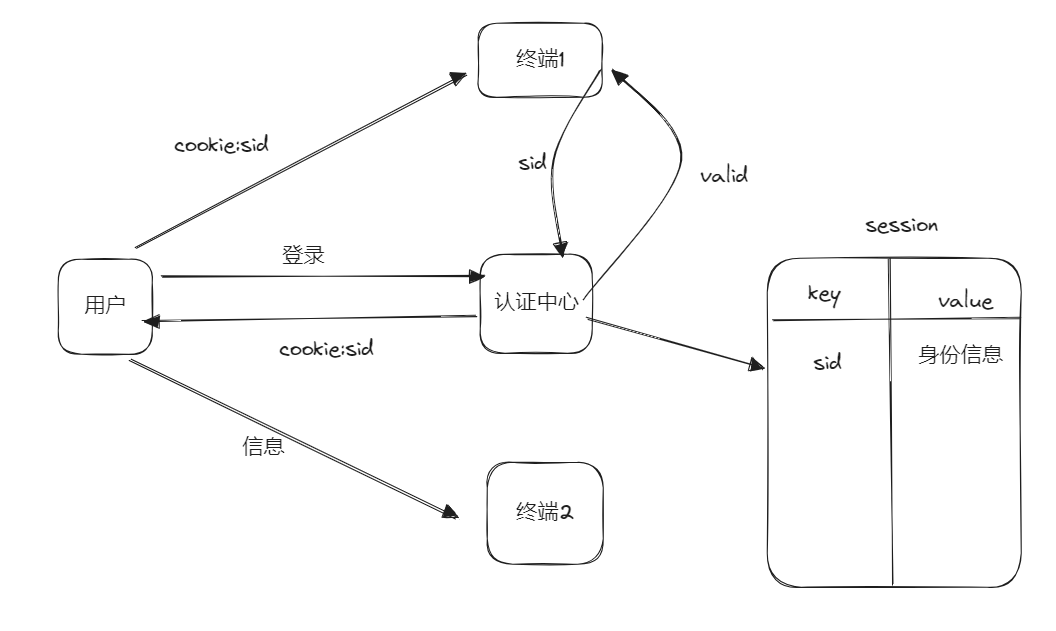 终端1
cookie:sid
sid
valid
session
登录
用户
认证中心
key
value
cookie:sid
sid
身份信息
信息
终端2